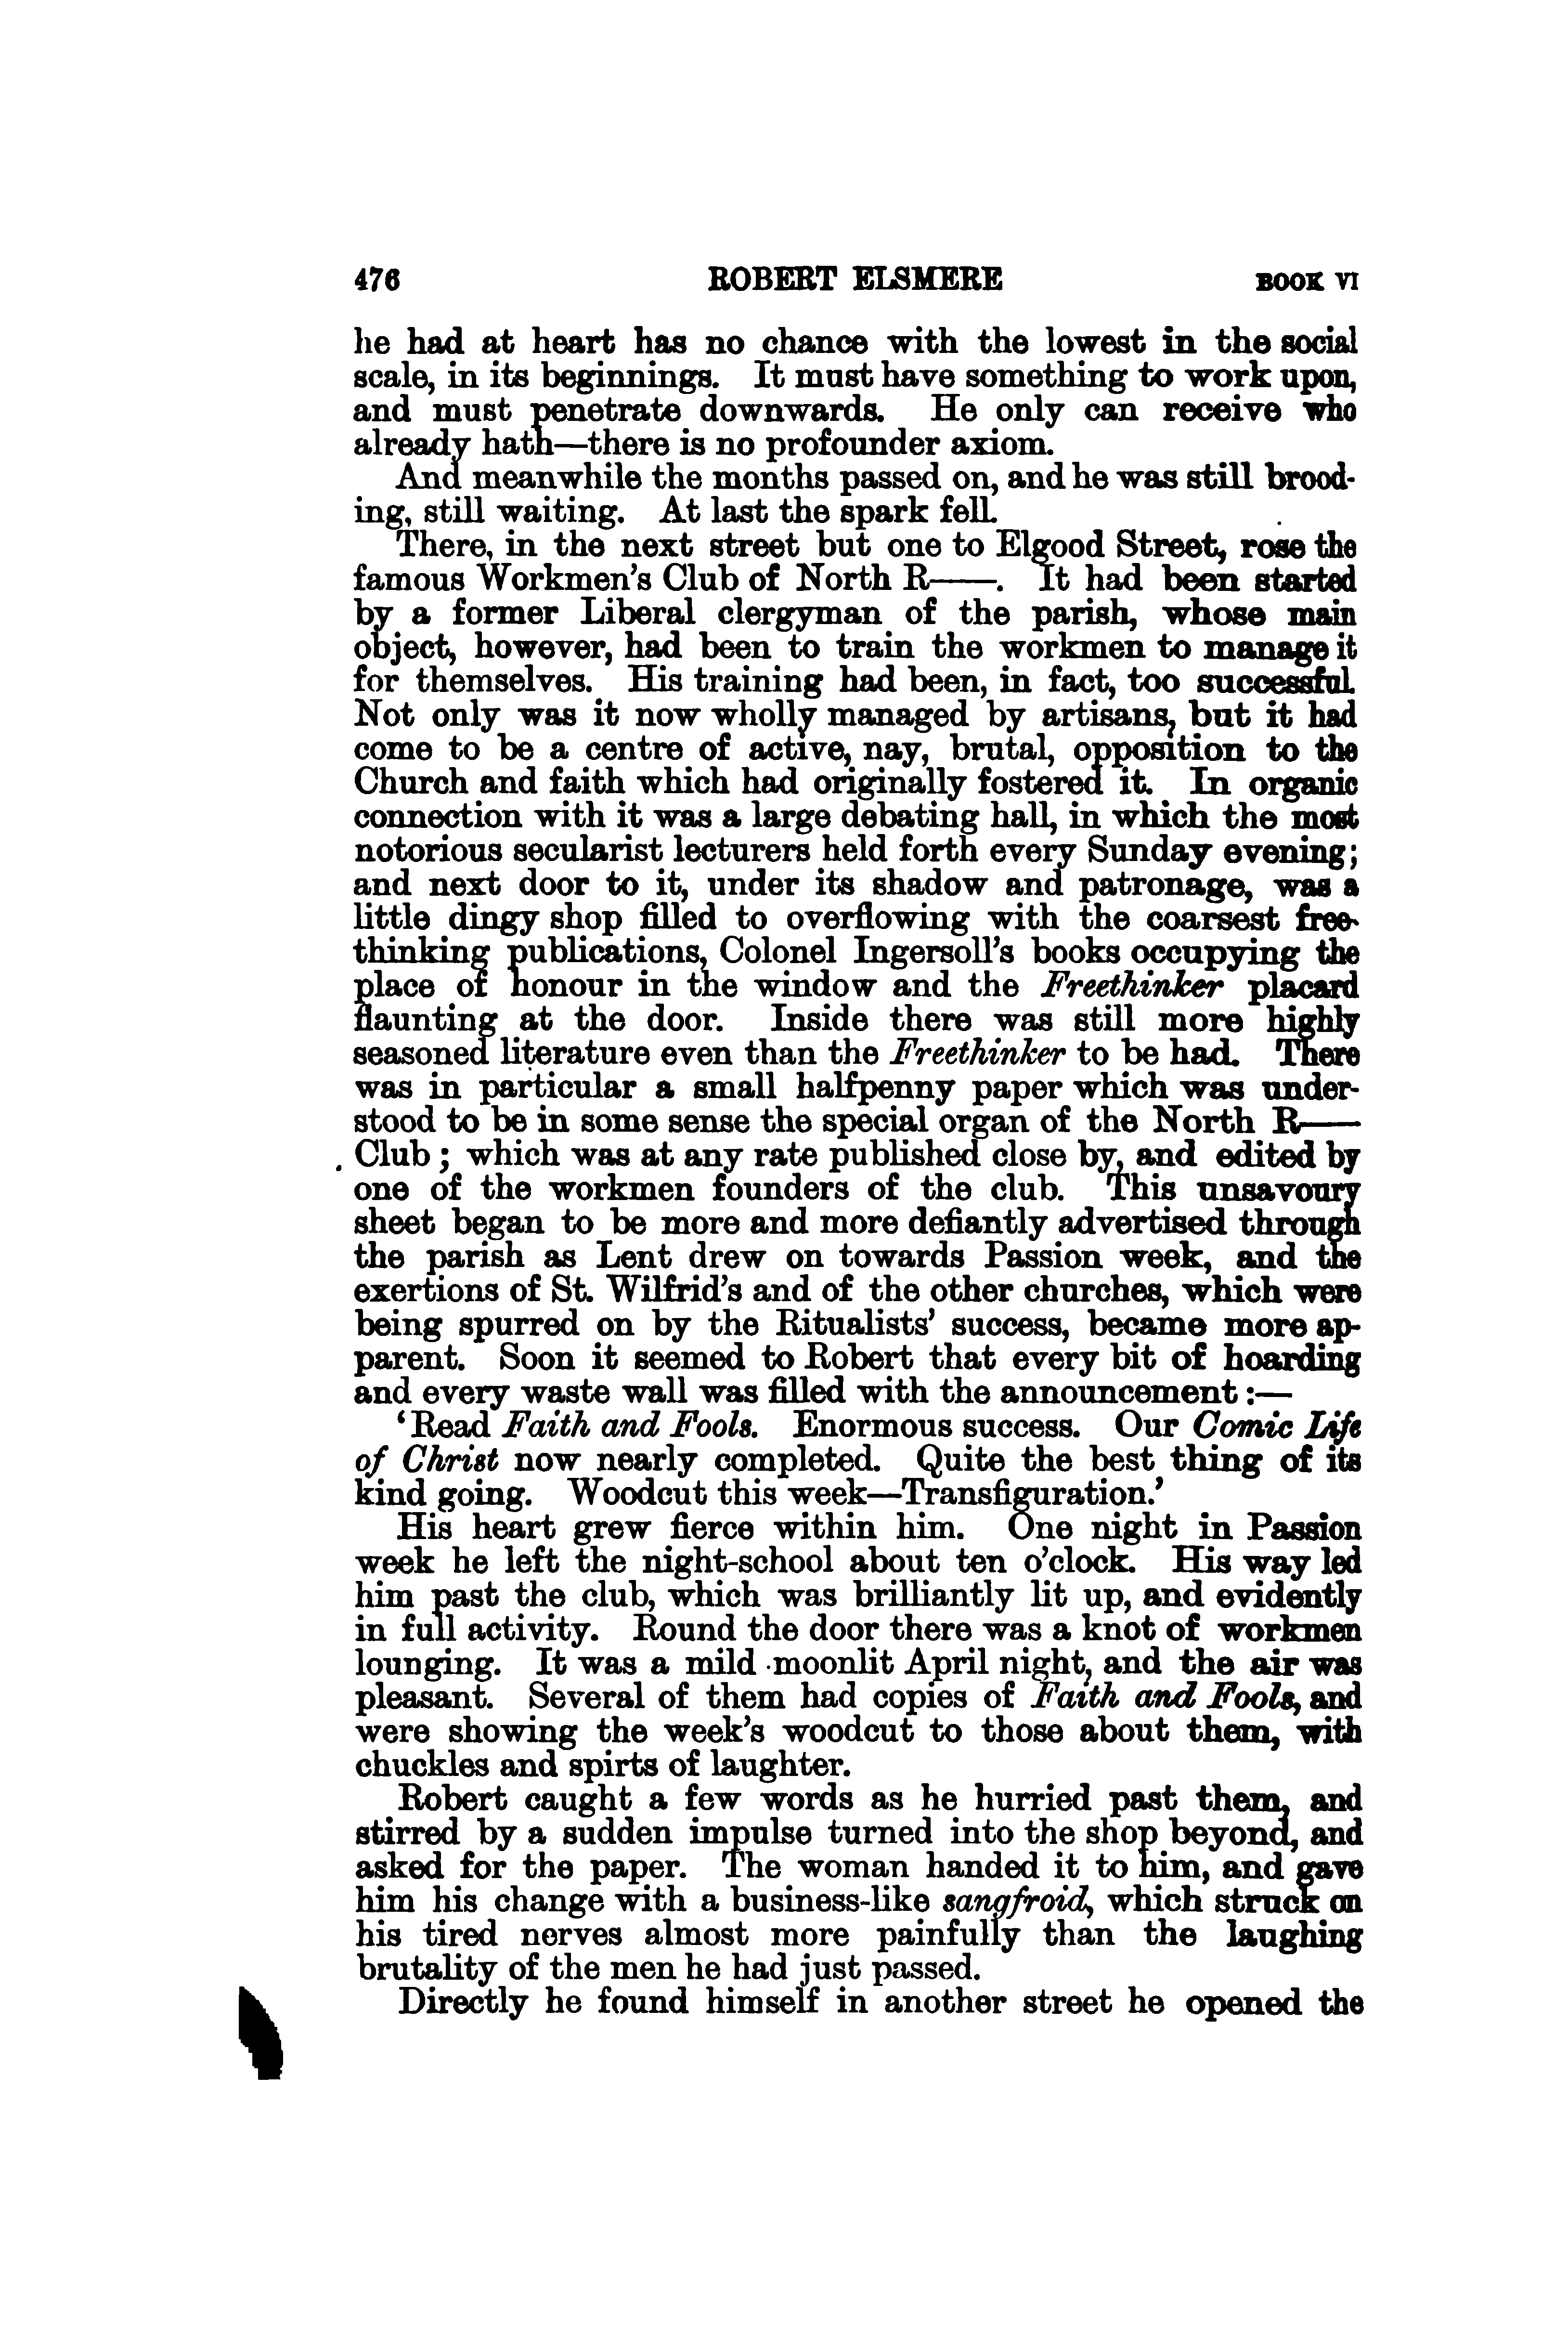 476 ROBERT ELSMERE BOOK VI
he had at heart has no chance with the lowest in the social
scale, in its beginnings. It must have something to work upon,
and must penetrate downwards. He only can receive who
already hath—there is no profounder axiom.
And meanwhile the months passed on, and he was still brood-
ing, still waiting. At last the spark fell.
There, in the next street but one to Elgood Street, rose the
famous Workmen's Club of North R——. It had been started
by a former Liberal clergyman of the parish, whose main
object, however, had been to train the workmen to manage it
for themselves. His training had been, in fact, too successful.
Not only was it now wholly managed by artisans, but it had
come to be a centre of active, nay, brutal, opposition to the
Church and faith which had originally fostered it. In organic
connection with it was a large debating hall, in which the most
notorious secularist lecturers held forth every Sunday evening;
and next door to it, under its shadow and patronage, was a
little dingy shop filled to overflowing with the coarsest free-
thinking publications, Colonel Ingersoll's books occupying the
place of honour in the window and the Freethinker placard
flaunting at the door. Inside there was still more highly
seasoned literature even than the Freethinker to be had. There
was in particular a small halfpenny paper which was under-
stood to be in some sense the special organ of the North R——
Club; which was at any rate published close by, and edited by
one of the workmen founders of the club. This unsavoury
sheet began to be more and more defiantly advertised through
the parish as Lent drew on towards Passion week, and the
exertions of St. Wilfrid's and of the other churches, which were
being spurred on by the Ritualists' success, became more ap-
parent. Soon it seemed to Robert that every bit of hoarding
and every waste wall was filled with the announcement:—
'Read Faith and Fools. Enormous success. Our Comic Life
of Christ now nearly completed. Quite the best thing of its
kind going. Woodcut this week—Transfiguration.'
His heart grew fierce within him. One night in Passion
week he left the night-school about ten o'clock. His way led
him past the club, which was brilliantly lit up, and evidently
in full activity. Round the door there was a knot of workmen
lounging. It was a mild moonlit April night, and the air was
pleasant. Several of them had copies of Faith and Fools, and
were showing the week's woodcut to those about them, with
chuckles and spirts of laughter.
Robert caught a few words as he hurried past them, and
stirred by a sudden impulse turned into the shop beyond, and
asked for the paper. The woman handed it to him, and gave
him his change with a business-like sangfroid, which struck on
his tired nerves almost more painfully than the laughing
brutality of the men he had just passed.
Directly he found himself in another street he opened the